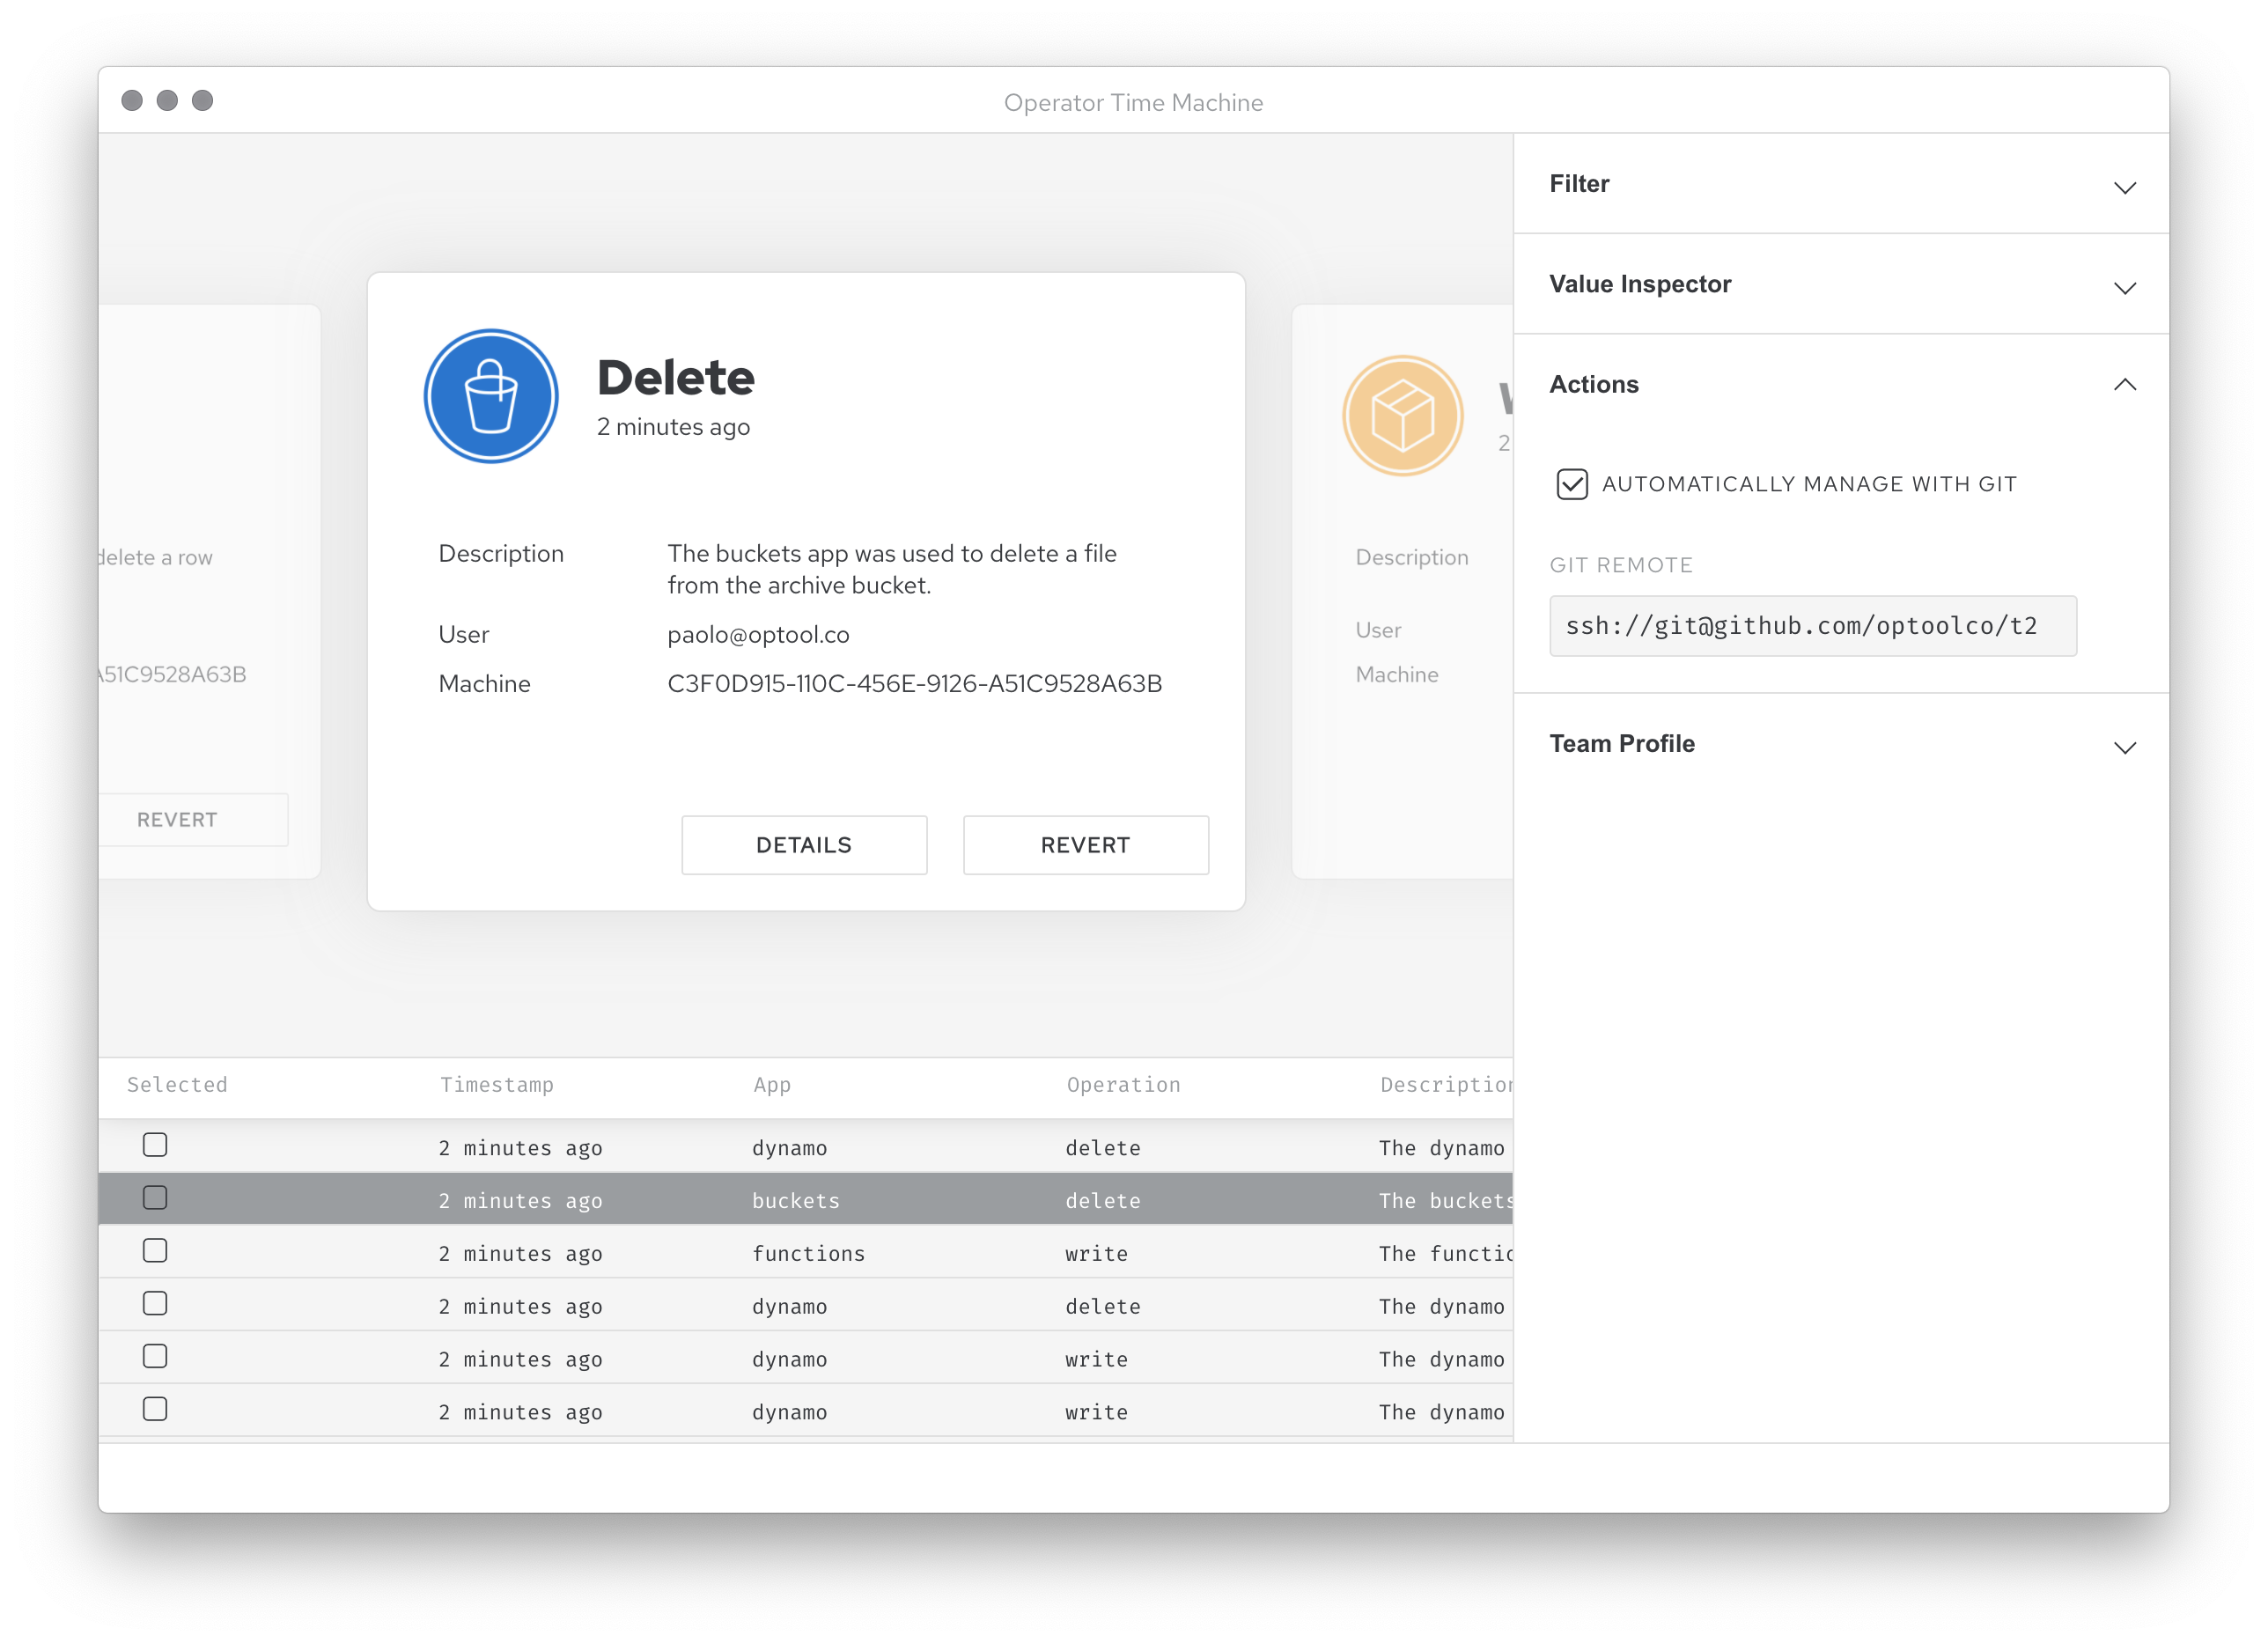 Operator Time Machine
delete a row
A51C9528A63B
REVERT
Delete
2 minutes ago
Description The buckets app was used to delete a file
from the archive bucket.
User paolo@optool.co
Machine C3F0D915-110C-456E-9126-A51C9528A63B
DETAILS REVERT
2
Description
User
Machine
Filter
Value Inspector
Actions
AUTOMATICALLY MANAGE WITH GIT
GIT REMOTE
ssh://git@github.com/optoolco/t2
Team Profile
Selected Timestamp App Operation Description
2 minutes ago dynamo delete The dynamo
2 minutes ago buckets delete The buckets
2 minutes ago functions write The functio
2 minutes ago dynamo delete The dynamo
2 minutes ago dynamo write The dynamo
2 minutes ago dynamo write The dynamo